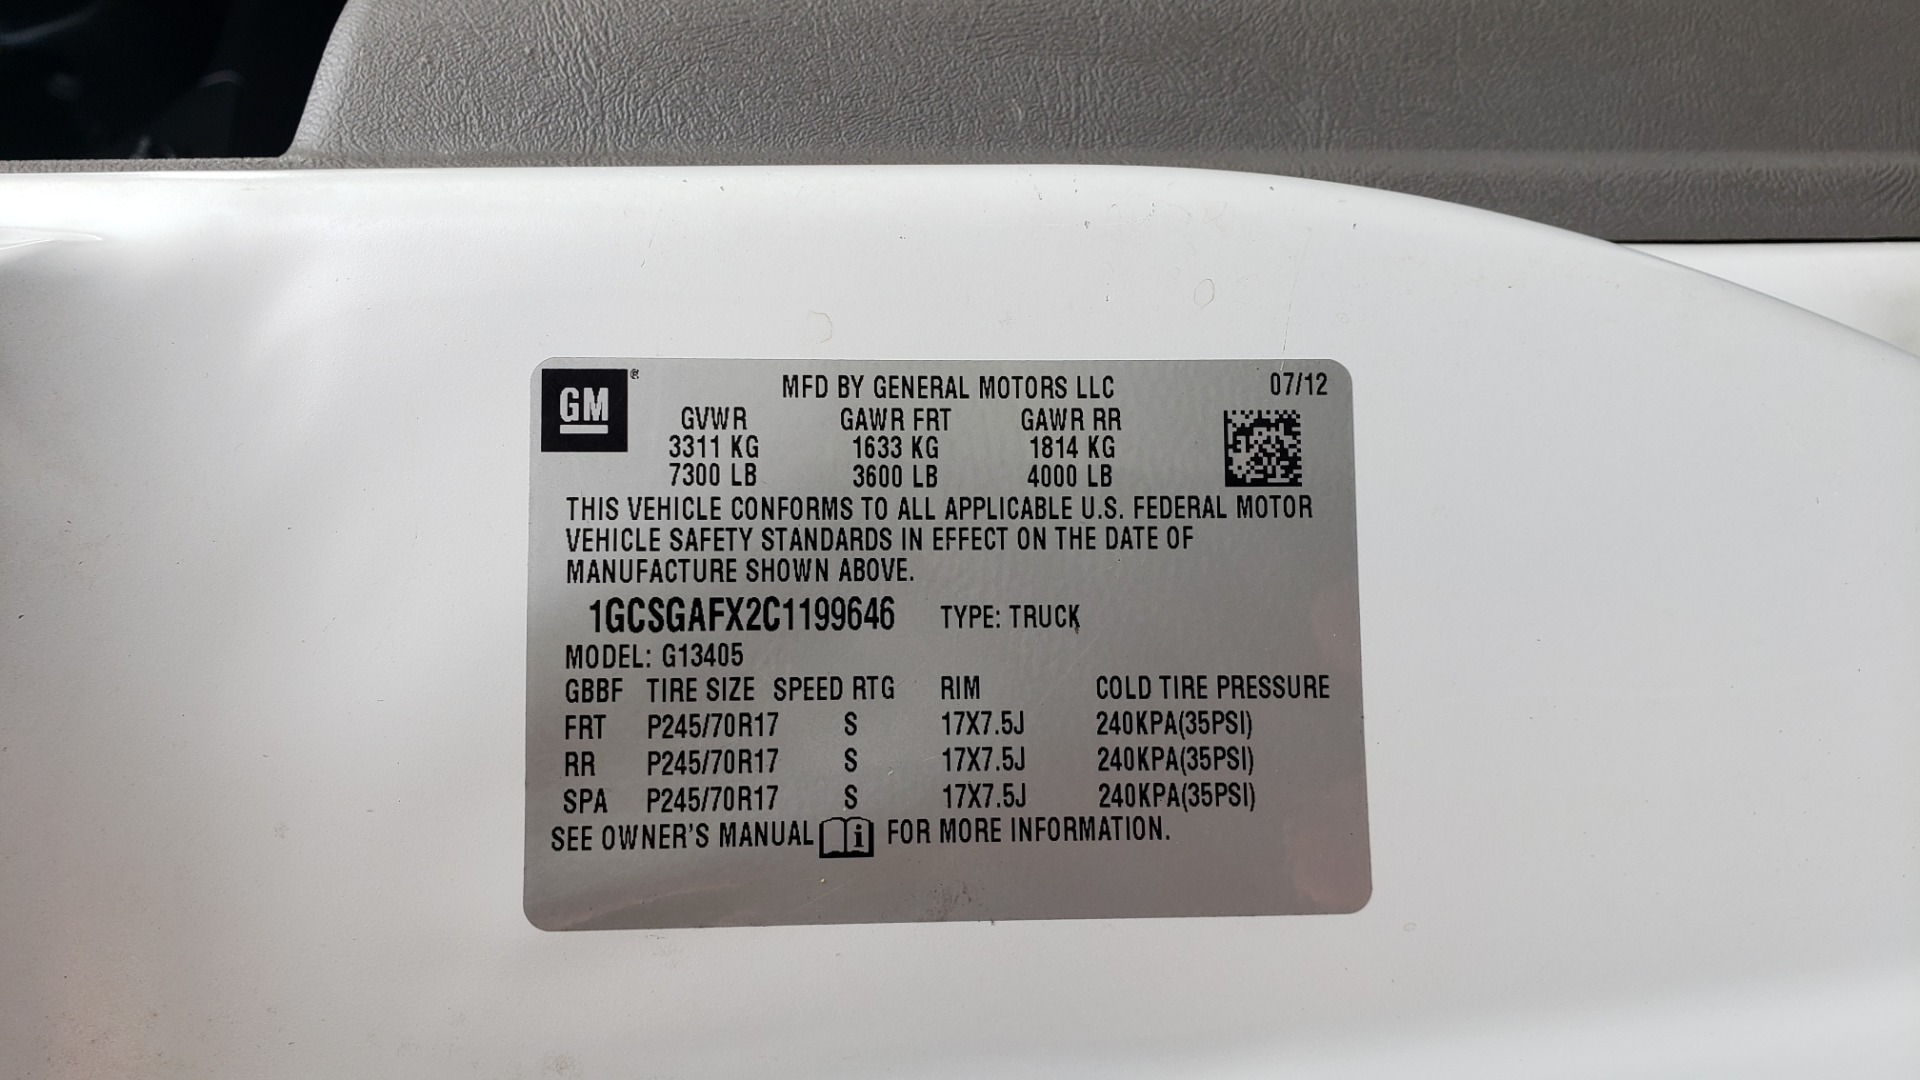 GM ® MFD BY GENERAL MOTORS LLC 07/12
GVWR GAWR FRT GAWR RR
3311 KG 1633 KG 1814 KG
7300 LB 3600 LB 4000 LB
THIS VEHICLE CONFORMS TO ALL APPLICABLE U.S. FEDERAL MOTOR
VEHICLE SAFETY STANDARDS IN EFFECT ON THE DATE OF
MANUFACTURE SHOWN ABOVE.
1GCSGAFX2C1199646 TYPE: TRUCK
MODEL: G13405
GBBF TIRE SIZE SPEED RTG RIM COLD TIRE PRESSURE
FRT P245/70R17 S 17X7.5J 240KPA(35PSI)
RR P245/70R17 S 17X7.5J 240KPA(35PSI)
SPA P245/70R17 S 17X7.5J 240KPA(35PSI)
SEE OWNER'S MANUAL i FOR MORE INFORMATION.